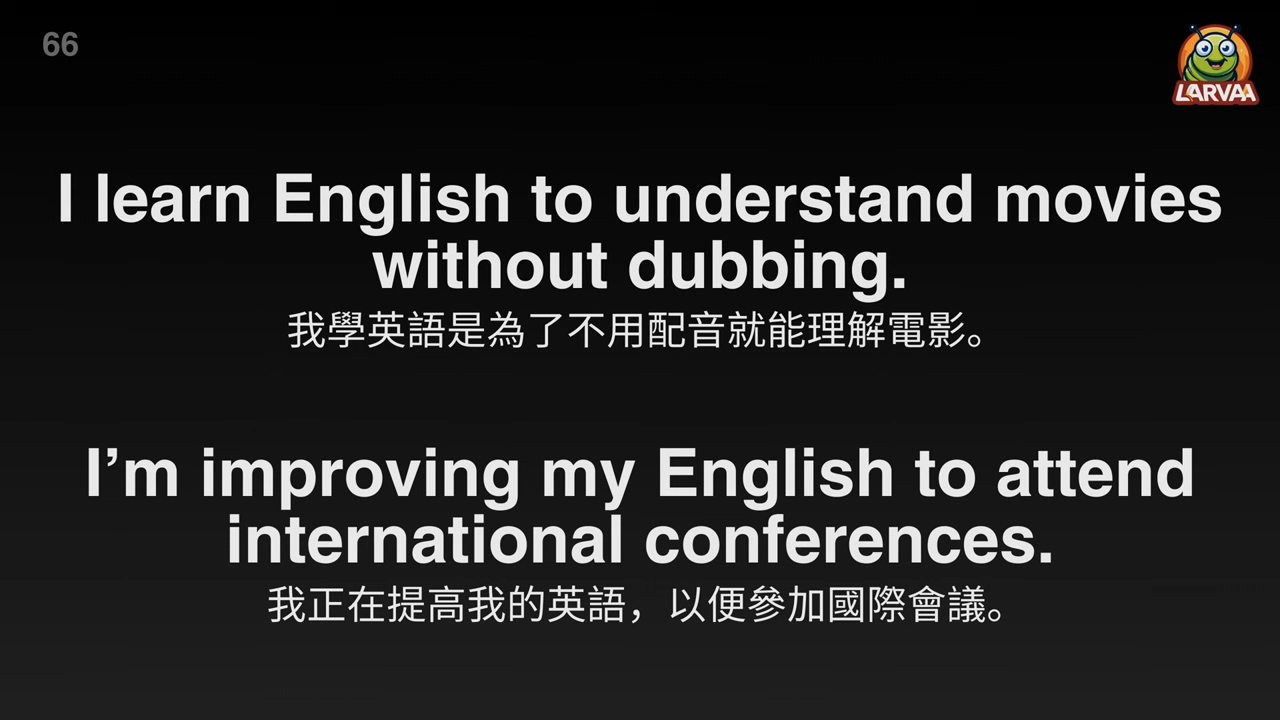 66
LARVAA
I learn English to understand movies
without dubbing.
我學英語是為了不用配音就能理解電影。
I’m improving my English to attend
international conferences.
我正在提高我的英語，以便參加國際會議。